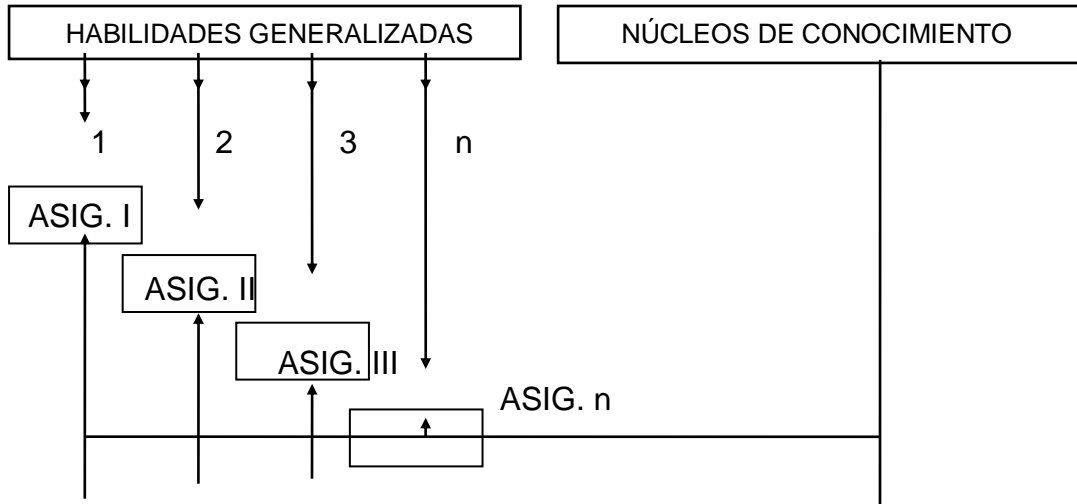 HABILIDADES GENERALIZADAS
NÚCLEOS DE CONOCIMIENTO
1 2 3 n
ASIG. I
ASIG. II
ASIG. III
ASIG. n